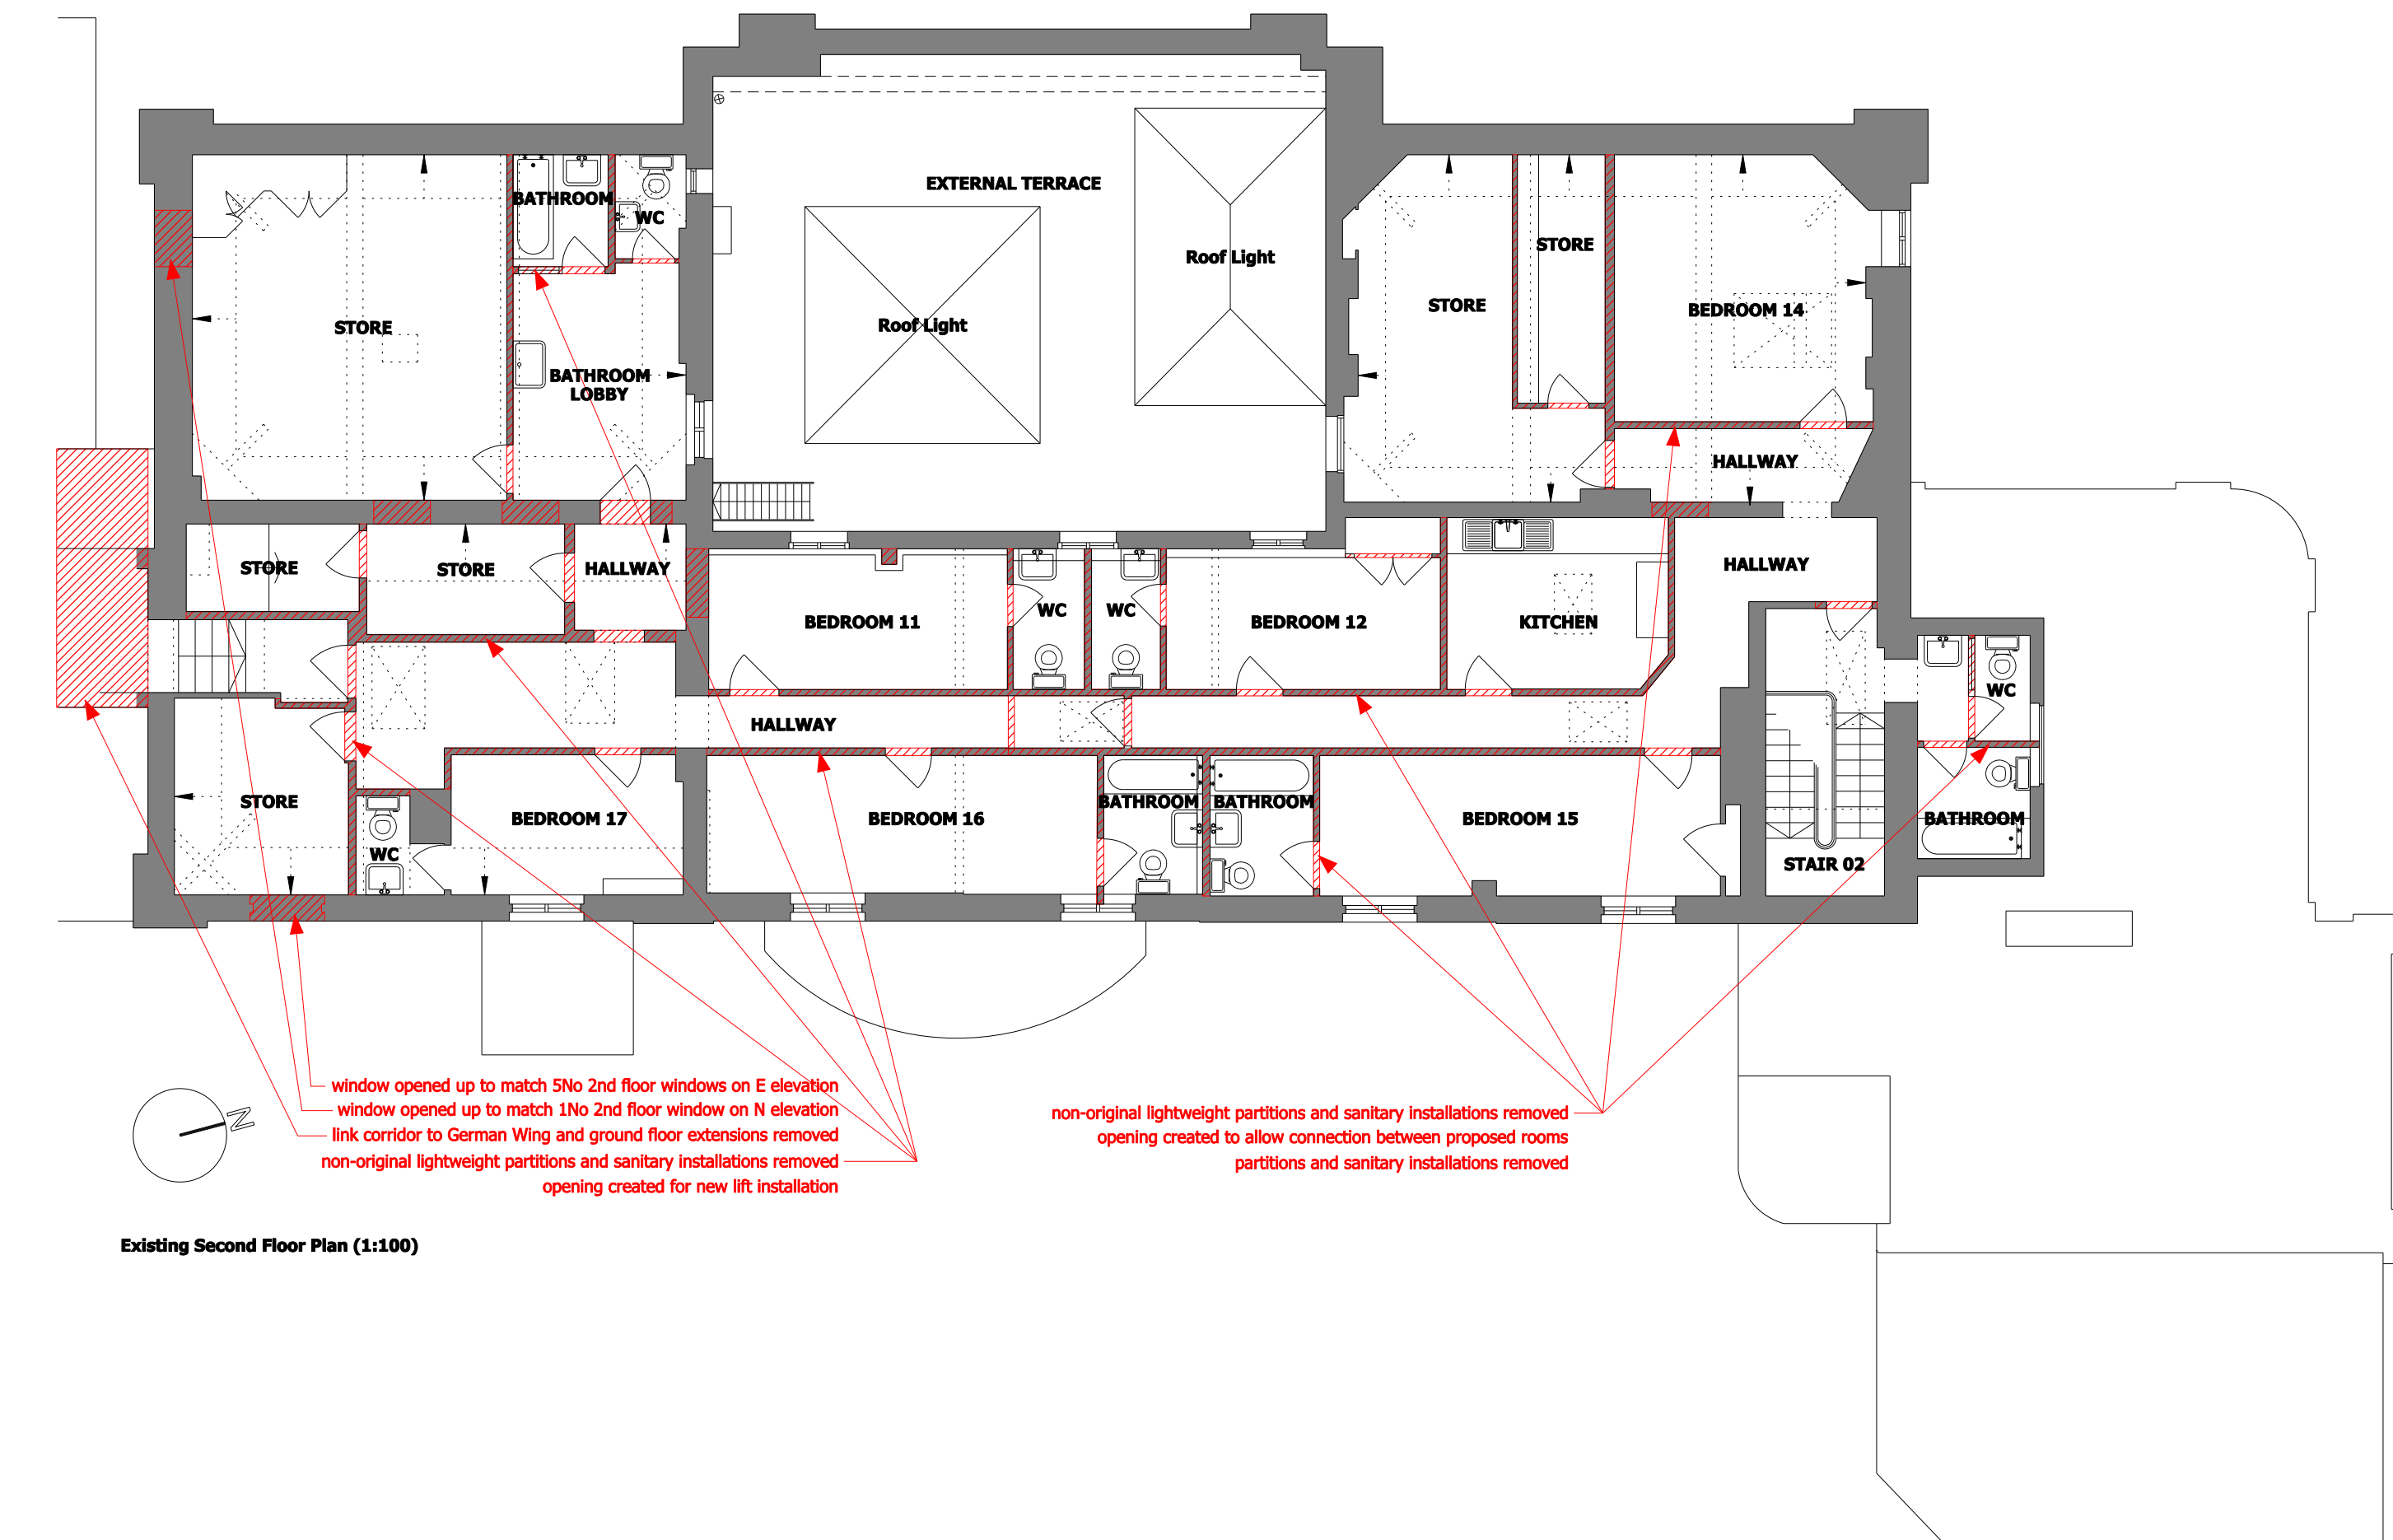 EXTERNAL TERRACE
BATHROOM
WC
STORE
Roof Light
STORE
BEDROOM 14
STORE
Roof Light
BATHROOM
LOBBY
HALLWAY
STORE
STORE
HALLWAY
HALLWAY
WC
WC
BEDROOM 11
BEDROOM 12
KITCHEN
WC
HALLWAY
STORE
BATHROOM
BATHROOM
BEDROOM 17
BEDROOM 16
BEDROOM 15
BATHROOM
WC
STAIR 02
window opened up to match 5No 2nd floor windows on E elevation
window opened up to match 1No 2nd floor window on N elevation
link corridor to German Wing and ground floor extensions removed
non-original lightweight partitions and sanitary installations removed
opening created for new lift installation
non-original lightweight partitions and sanitary installations removed
opening created to allow connection between proposed rooms
partitions and sanitary installations removed
N
Existing Second Floor Plan (1:100)